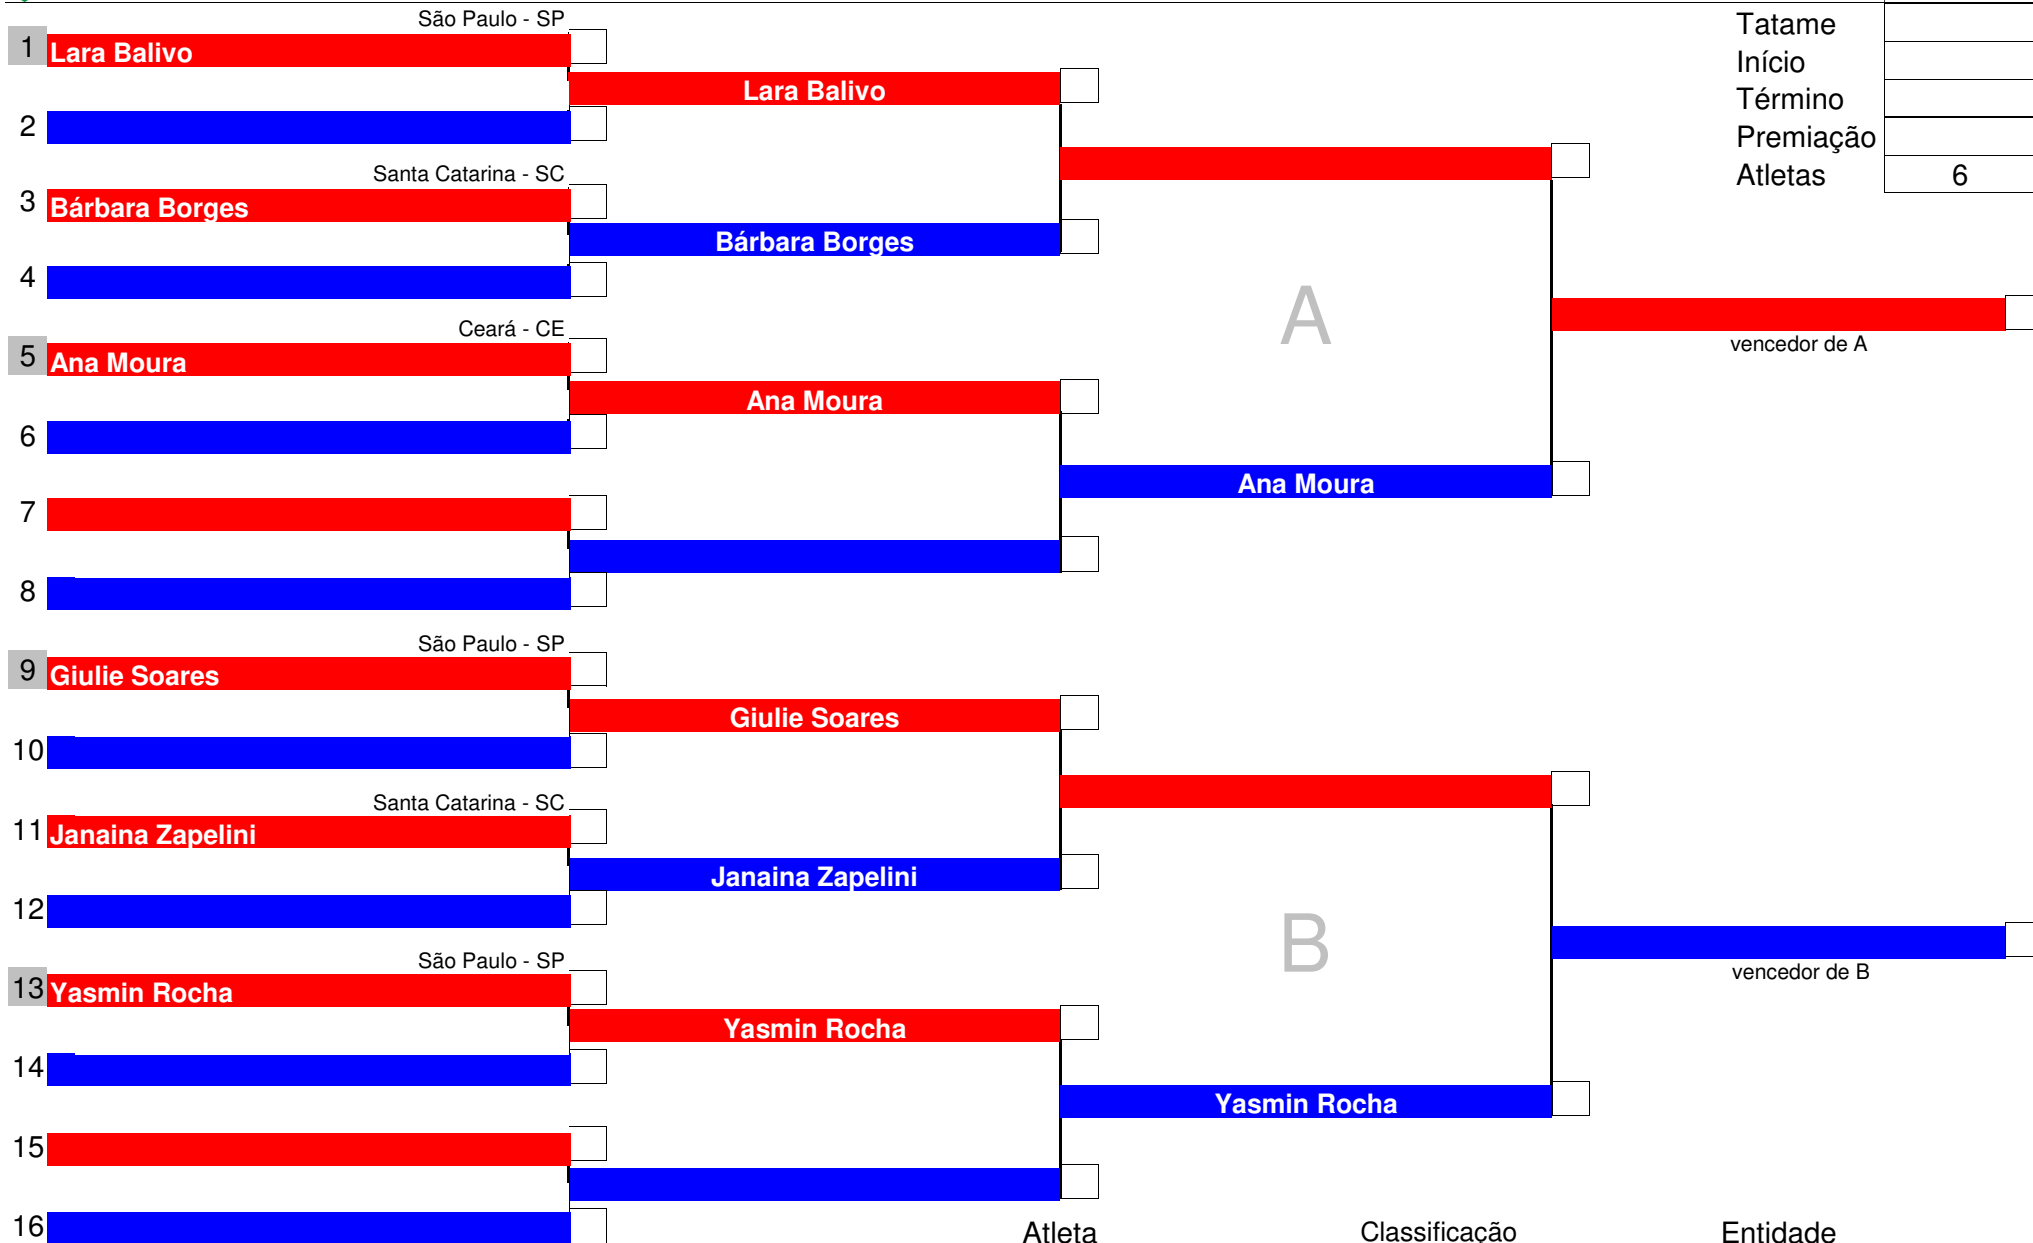 São Paulo - SP
Tatame
1 Lara Balivo
Início
Lara Balivo
Término
2
Premiação
Santa Catarina - SC
Atletas 6
3 Bárbara Borges
Bárbara Borges
4
A
Ceará - CE
vencedor de A
5 Ana Moura
Ana Moura
6
Ana Moura
7
8
São Paulo - SP
9 Giulie Soares
Giulie Soares
10
Santa Catarina - SC
11 Janaina Zapelini
Janaina Zapelini
12
B
São Paulo - SP
vencedor de B
13 Yasmin Rocha
Yasmin Rocha
14
Yasmin Rocha
15
16
Atleta Classificação Entidade